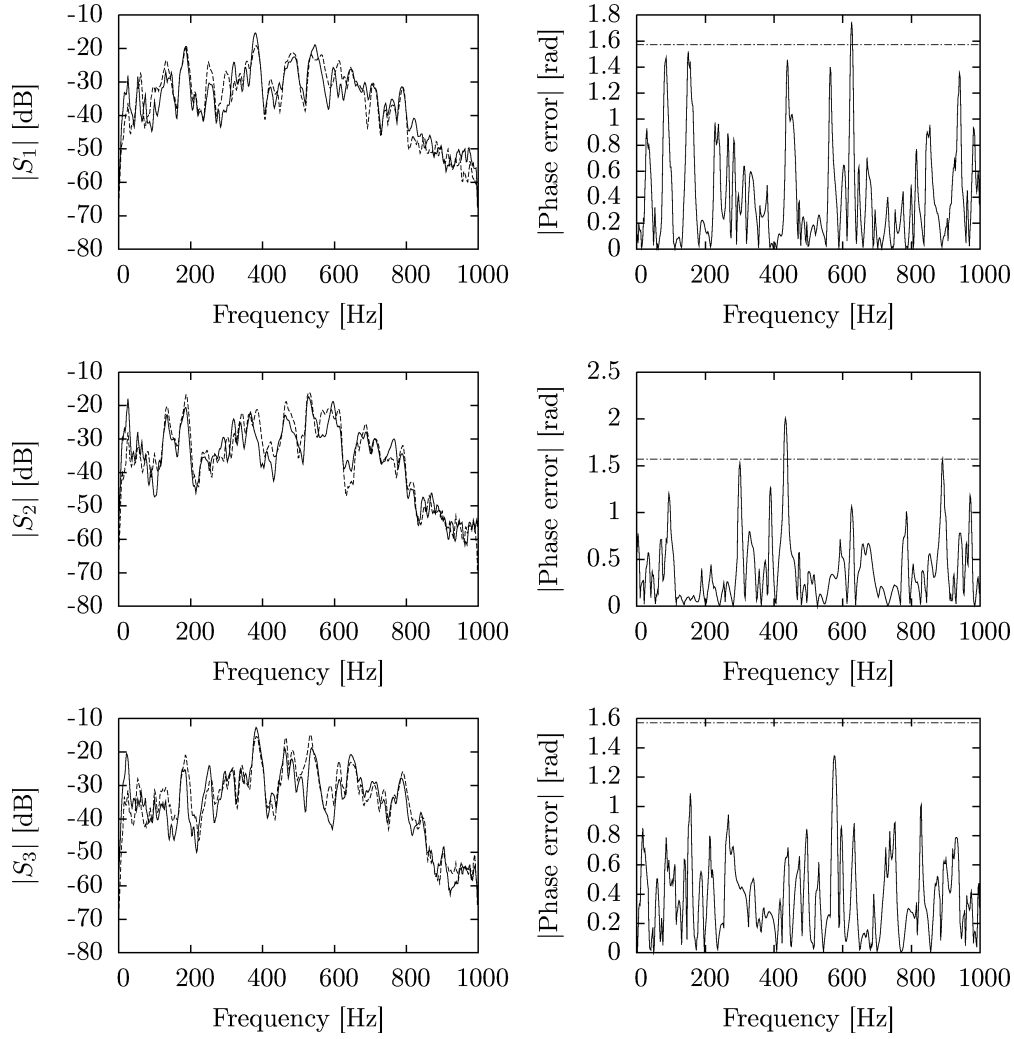 -10
-20
-30
-40
-50
-60
-70
-80
|S1| [dB]
0 200 400 600 800 1000
Frequency [Hz]
1.8
1.6
1.4
1.2
1
0.8
0.6
0.4
0.2
0
|Phase error| [rad]
0 200 400 600 800 1000
Frequency [Hz]
-10
-20
-30
-40
-50
-60
-70
-80
|S2| [dB]
0 200 400 600 800 1000
Frequency [Hz]
2.5
2
1.5
1
0.5
0
|Phase error| [rad]
0 200 400 600 800 1000
Frequency [Hz]
-10
-20
-30
-40
-50
-60
-70
-80
|S3| [dB]
0 200 400 600 800 1000
Frequency [Hz]
1.6
1.4
1.2
1
0.8
0.6
0.4
0.2
0
|Phase error| [rad]
0 200 400 600 800 1000
Frequency [Hz]